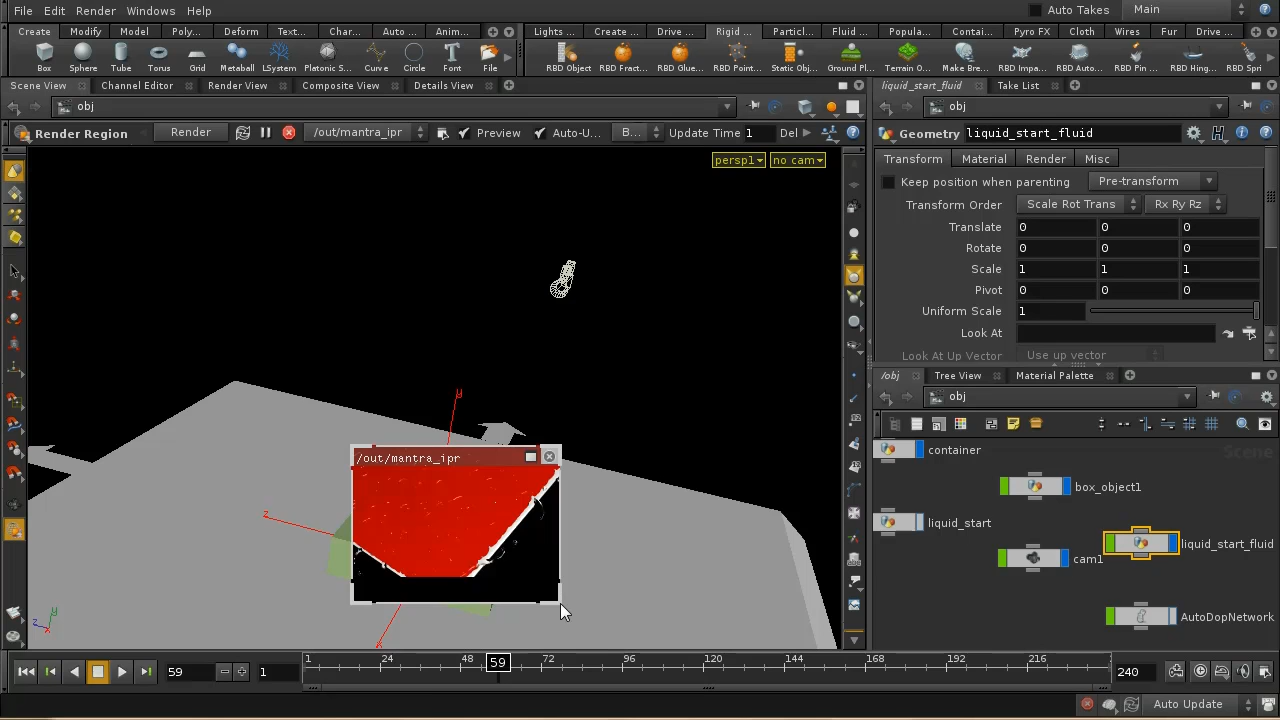 File Edit Render Windows Help Auto Takes Main
Create Modify Model Poly... Deform Text... Char... Auto ... Anim... Lights ... Create ... Drive ... Rigid ... Particl... Fluid ... Popula... Contai... Pyro FX Cloth Wires Fur Drive ...
Box Sphere Tube Torus Grid Metaball LSystem Platonic S... Curve Circle Font File RBD Object RBD Fract... RBD Glue... RBD Point... Static Obj... Ground Pl... Terrain O... Make Bre... RBD Impa... RBD Auto... RBD Pin ... RBD Hing... RBD Spri
Scene View Channel Editor Render View Composite View Details View liquid_start_fluid Take List
obj obj
Render Region Render /out/mantra_ipr Preview Auto-U... B... Update Time 1 Del Geometry liquid_start_fluid
persp1 no cam Transform Material Render Misc
Keep position when parenting Pre-transform
Transform Order Scale Rot Trans Rx Ry Rz
Translate 0 0 0
Rotate 0 0 0
Scale 1 1 1
Pivot 0 0 0
Uniform Scale 1
Look At
Look At Up Vector Use up vector
/obj Tree View Material Palette
y obj
/out/mantra_ipr container Scene
box_object1
z liquid_start
liquid_start_fluid
cam1
y AutoDopNetwork
z x x
59 1 1 24 48 59 72 96 120 144 168 192 216 240
Auto Update